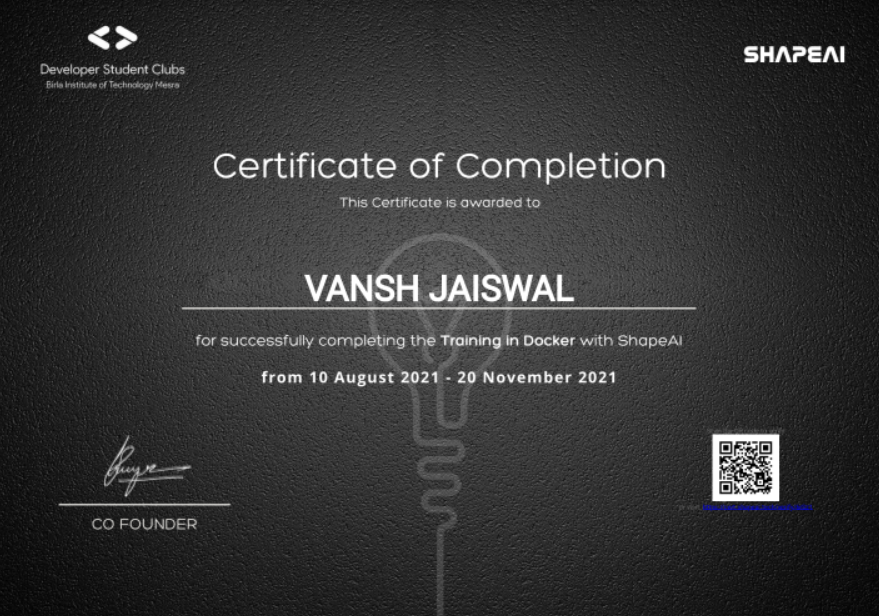 Developer Student Clubs
Birla Institute of Technology Mesra
SHAPEAI
Certificate of Completion
This Certificate is awarded to
VANSH JAISWAL
for successfully completing the Training in Docker with ShapeAI
from 10 August 2021 - 20 November 2021
CO FOUNDER